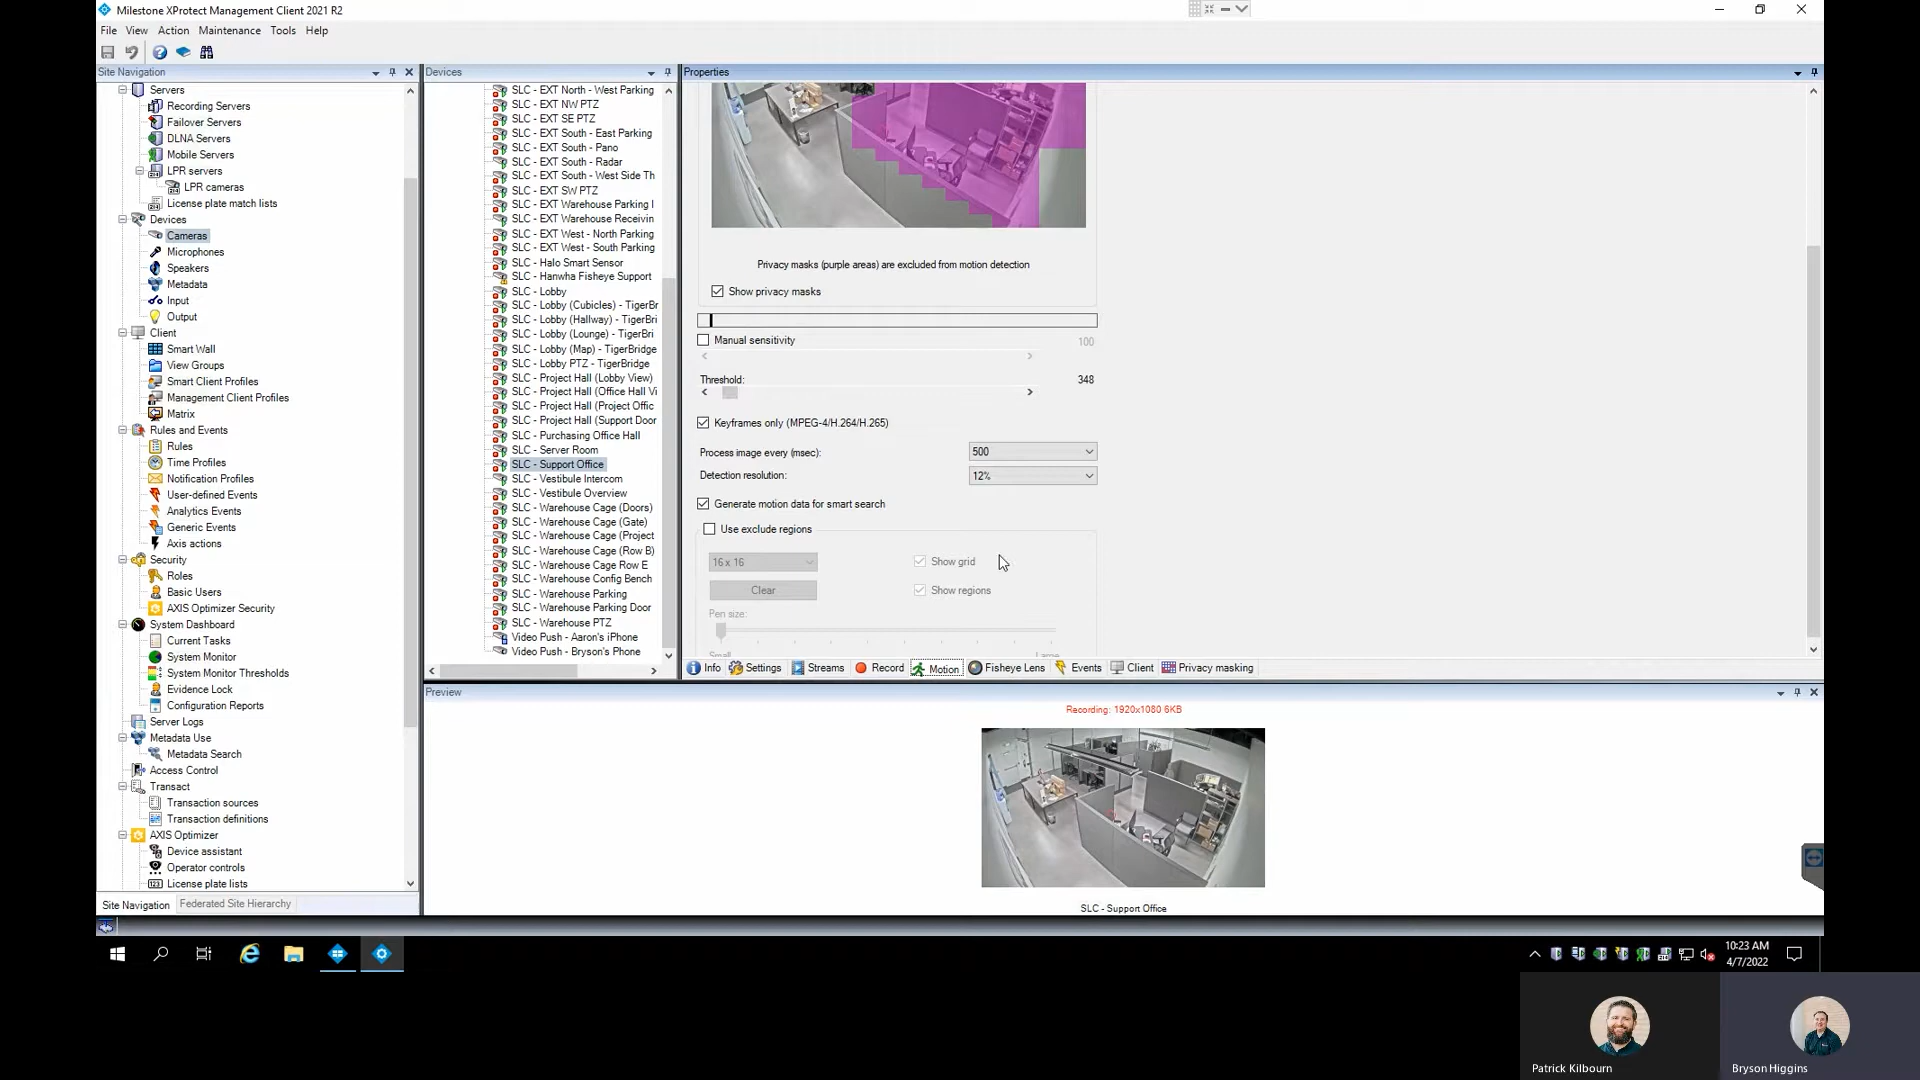 Milestone XProtect Management Client 2021 R2
File View Action Maintenance Tools Help
Site Navigation
Servers
Recording Servers
Failover Servers
DLNA Servers
Mobile Servers
LPR servers
LPR cameras
License plate match lists
Devices
Cameras
Microphones
Speakers
Metadata
Input
Output
Client
Smart Wall
View Groups
Smart Client Profiles
Management Client Profiles
Matrix
Rules and Events
Rules
Time Profiles
Notification Profiles
User-defined Events
Analytics Events
Generic Events
Axis actions
Security
Roles
Basic Users
AXIS Optimizer Security
System Dashboard
Current Tasks
System Monitor
System Monitor Thresholds
Evidence Lock
Configuration Reports
Server Logs
Metadata Use
Metadata Search
Access Control
Transact
Transaction sources
Transaction definitions
AXIS Optimizer
Device assistant
Operator controls
License plate lists
Site Navigation Federated Site Hierarchy
Devices
SLC - EXT North - West Parking
SLC - EXT NW PTZ
SLC - EXT SE PTZ
SLC - EXT South - East Parking
SLC - EXT South - Pano
SLC - EXT South - Radar
SLC - EXT South - West Side Th
SLC - EXT SW PTZ
SLC - EXT Warehouse Parking I
SLC - EXT Warehouse Receivin
SLC - EXT West - North Parking
SLC - EXT West - South Parking
SLC - Halo Smart Sensor
SLC - Hanwha Fisheye Support
SLC - Lobby
SLC - Lobby (Cubicles) - TigerBr
SLC - Lobby (Hallway) - TigerBri
SLC - Lobby (Lounge) - TigerBri
SLC - Lobby (Map) - TigerBridge
SLC - Lobby PTZ - TigerBridge
SLC - Project Hall (Lobby View)
SLC - Project Hall (Office Hall Vi
SLC - Project Hall (Project Offic
SLC - Project Hall (Support Door
SLC - Purchasing Office Hall
SLC - Server Room
SLC - Support Office
SLC - Vestibule Intercom
SLC - Vestibule Overview
SLC - Warehouse Cage (Doors)
SLC - Warehouse Cage (Gate)
SLC - Warehouse Cage (Project
SLC - Warehouse Cage (Row B)
SLC - Warehouse Cage Row E
SLC - Warehouse Config Bench
SLC - Warehouse Parking
SLC - Warehouse Parking Door
SLC - Warehouse PTZ
Video Push - Aaron's iPhone
Video Push - Bryson's Phone
Properties
Privacy masks (purple areas) are excluded from motion detection
Show privacy masks
Manual sensitivity 100
Threshold: 348
Keyframes only (MPEG-4/H.264/H.265)
Process image every (msec): 500
Detection resolution: 12%
Generate motion data for smart search
Use exclude regions
16 x 16 Show grid
Clear Show regions
Pen size:
Small Large
Info Settings Streams Record Motion Fisheye Lens Events Client Privacy masking
Preview
Recording: 1920x1080 6KB
SLC - Support Office
10:23 AM
4/7/2022
Patrick Kilbourn
Bryson Higgins